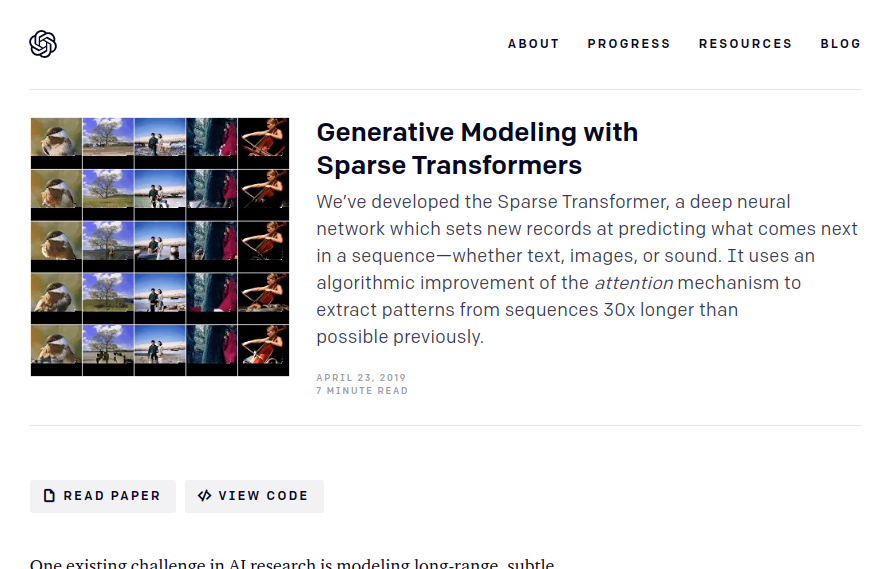 ABOUT PROGRESS RESOURCES BLOG
Generative Modeling with
Sparse Transformers
We’ve developed the Sparse Transformer, a deep neural
network which sets new records at predicting what comes next
in a sequence—whether text, images, or sound. It uses an
algorithmic improvement of the attention mechanism to
extract patterns from sequences 30x longer than
possible previously.
APRIL 23, 2019
7 MINUTE READ
READ PAPER VIEW CODE
One existing challenge in AI research is modeling long-range, subtle